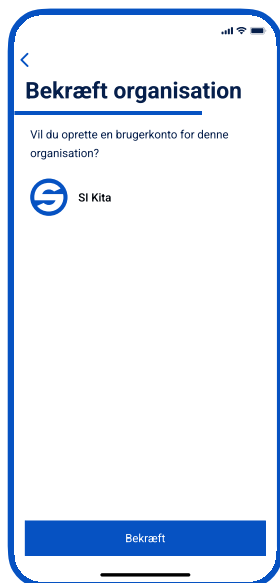 Bekræft organisation
Vil du oprette en brugerkonto for denne
organisation?
SI Kita
Bekræft